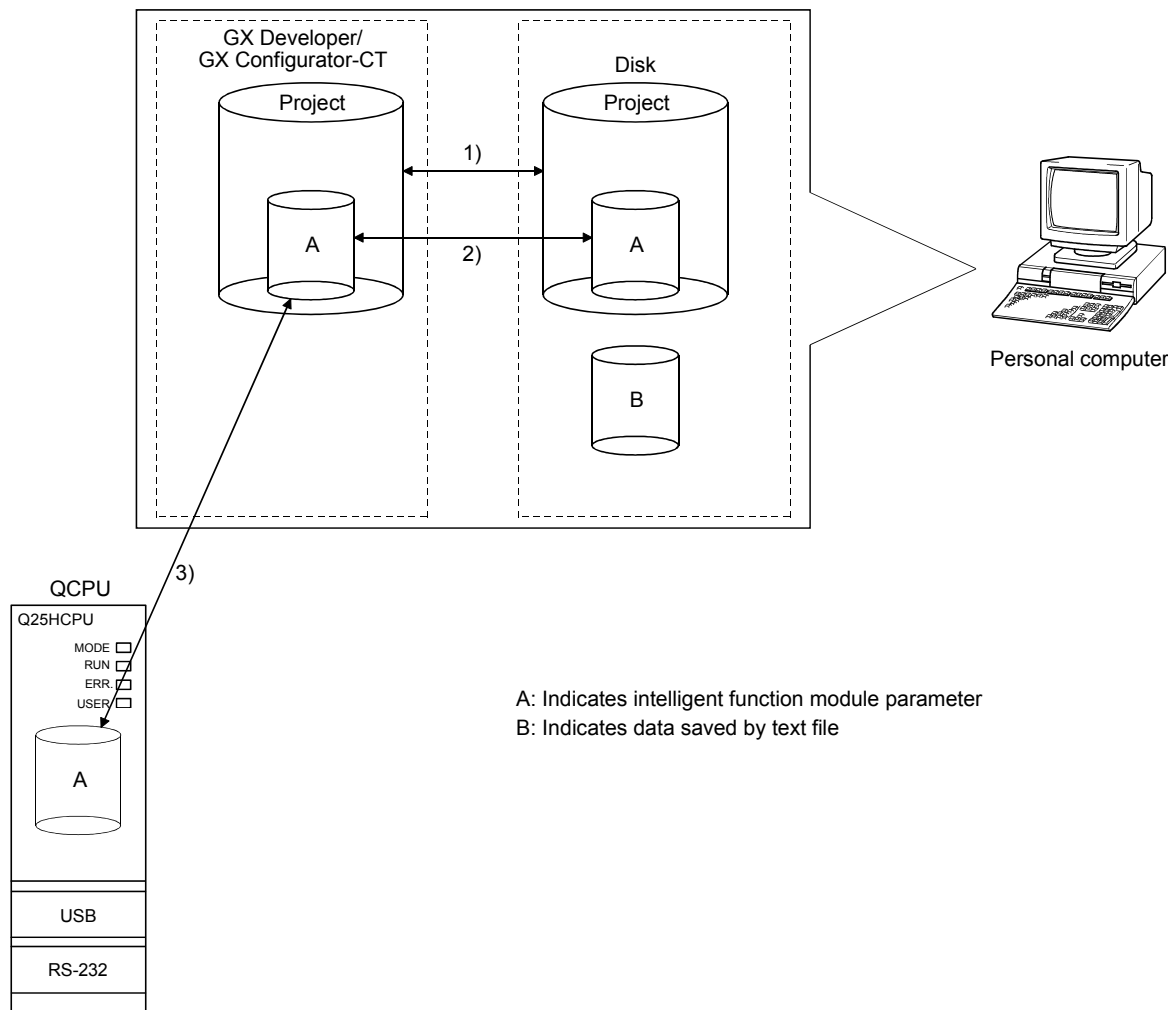 GX Developer/
GX Configurator-CT
Disk
Project
Project
1)
A
A
2)
B
Personal computer
3)
QCPU
Q25HCPU
MODE
RUN
ERR.
USER
A
USB
RS-232
A: Indicates intelligent function module parameter
B: Indicates data saved by text file